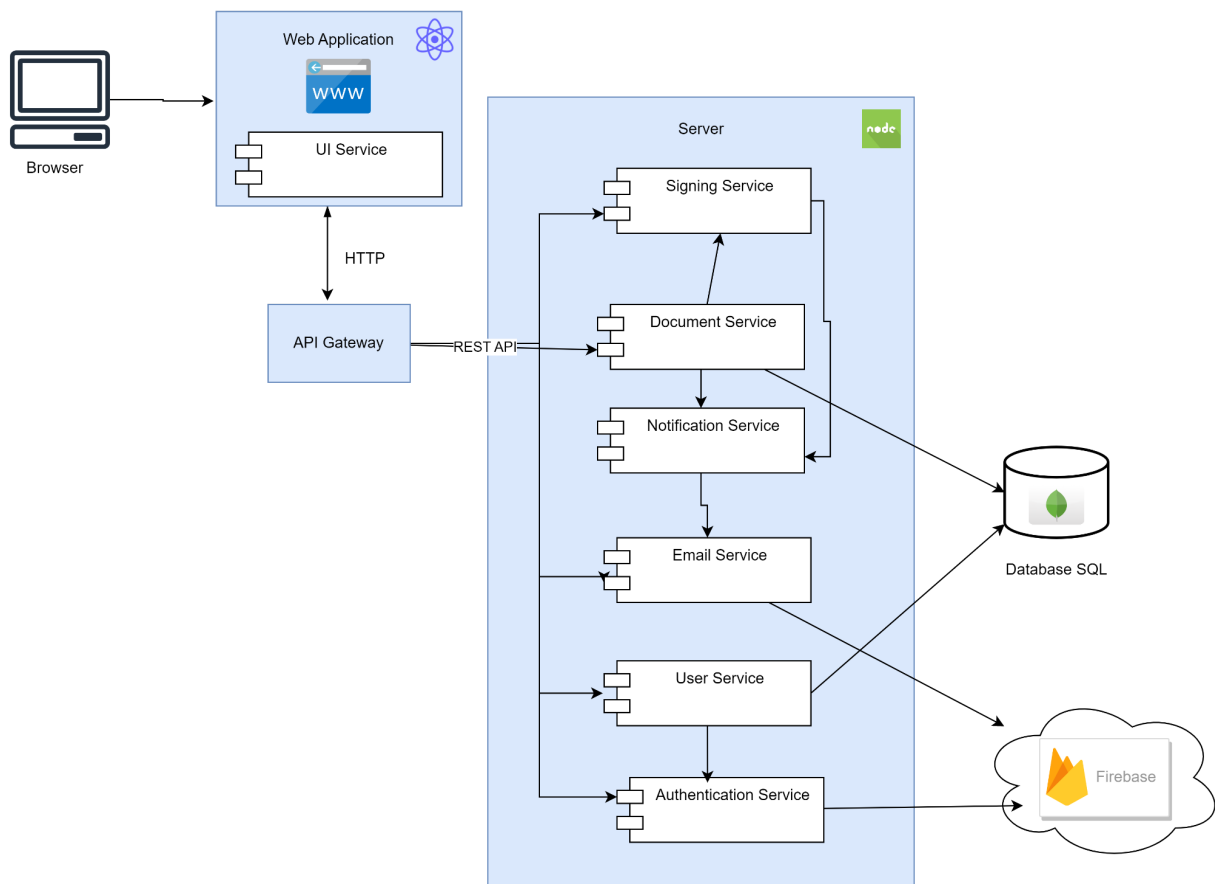 Web Application
www
UI Service
Browser
HTTP
API Gateway
REST API
Server
node
Signing Service
Document Service
Notification Service
Email Service
User Service
Authentication Service
Database SQL
Firebase